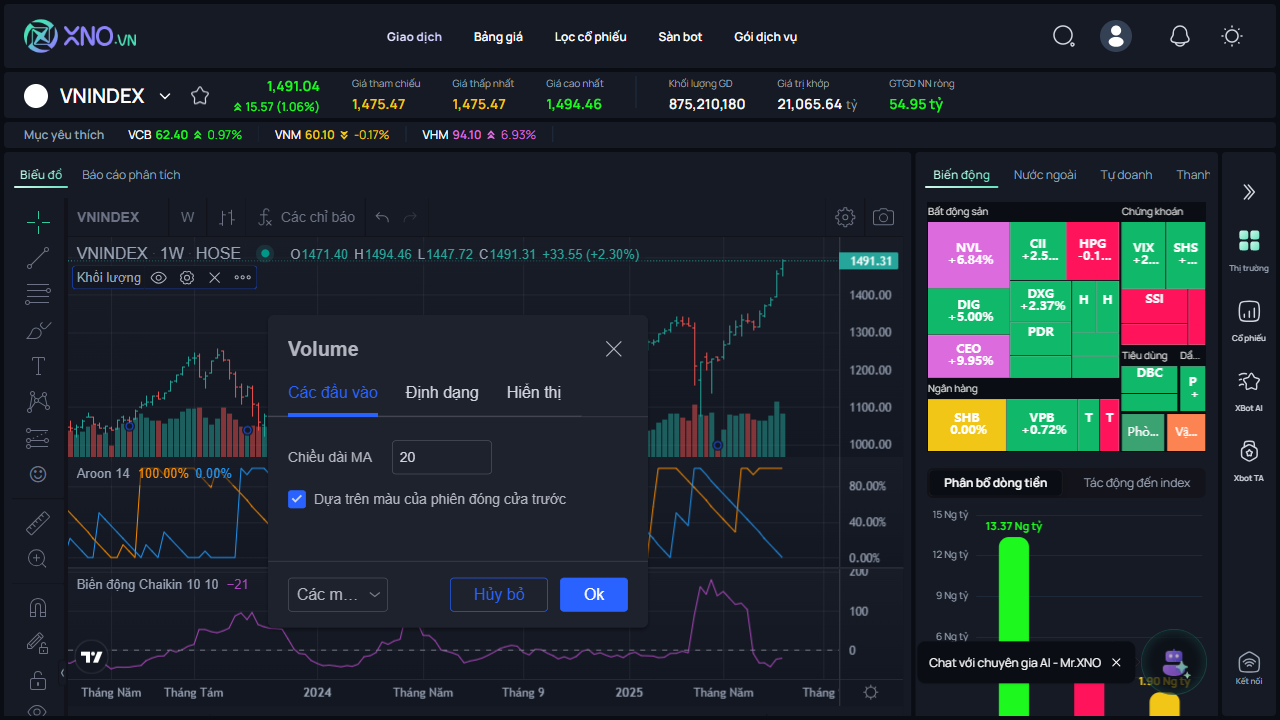 XNO.VN
Giao dịch Bảng giá Lọc cổ phiếu Sàn bot Gói dịch vụ
VNINDEX
1,491.04
15.57 (1.06%)
Giá tham chiếu
1,475.47
Giá thấp nhất
1,475.47
Giá cao nhất
1,494.46
Khối lượng GD
875,210,180
Giá trị khớp
21,065.64 tỷ
GTGD NN ròng
54.95 tỷ
Mục yêu thích VCB 62.40 0.97% VNM 60.10 -0.17% VHM 94.10 6.93%
Biểu đồ Báo cáo phân tích
VNINDEX W Các chỉ báo
VNINDEX · 1W · HOSE O1471.40 H1494.46 L1447.72 C1491.31 +33.55 (+2.30%)
Khối lượng
1491.31
1400.00
1300.00
1200.00
1100.00
1000.00
Aroon 14 100.00% 0.00%
80.00%
40.00%
0.00%
Biến động Chaikin 10 10 −21
200
100
0
Tháng Năm Tháng Tám 2024 Tháng Năm Tháng 9 2025 Tháng Năm Tháng
Volume
Các đầu vào Định dạng Hiển thị
Chiều dài MA 20
Dựa trên màu của phiên đóng cửa trước
Các m... Hủy bỏ Ok
Biến động Nước ngoài Tự doanh Thanh
Bất động sản Chứng khoán
NVL
+6.84%
CII
+2.5...
HPG
-0.1...
VIX
+2...
SHS
+...
DIG
+5.00%
DXG
+2.37%
H H
SSI
PDR
CEO
+9.95%
Tiêu dùng Dầ...
DBC
P
+
Ngân hàng
SHB
0.00%
VPB
+0.72%
T T
Phò... Vậ...
Phân bổ dòng tiền Tác động đến index
15 Ng tỷ
13.37 Ng tỷ
12 Ng tỷ
9 Ng tỷ
6 Ng tỷ
1.90 Ng tỷ
Chat với chuyên gia AI - Mr.XNO
Thị trường
Cổ phiếu
XBot AI
Xbot TA
Kết nối